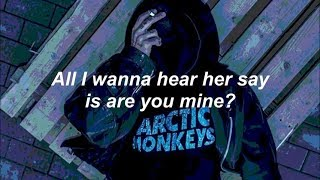 All I wanna hear her say
is are you mine?
ARCTIC
MONKEYS